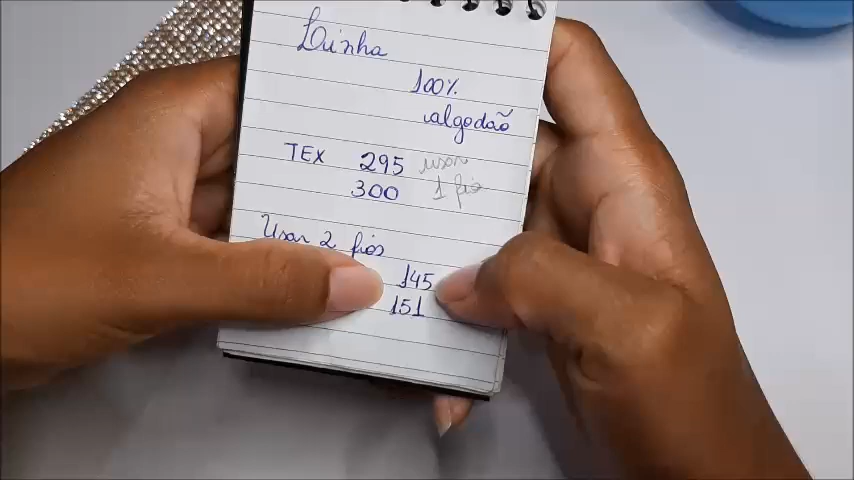 Linha
100%
algodão
TEX 295 usar
300 1 fio
Usar 2 fios
145
151